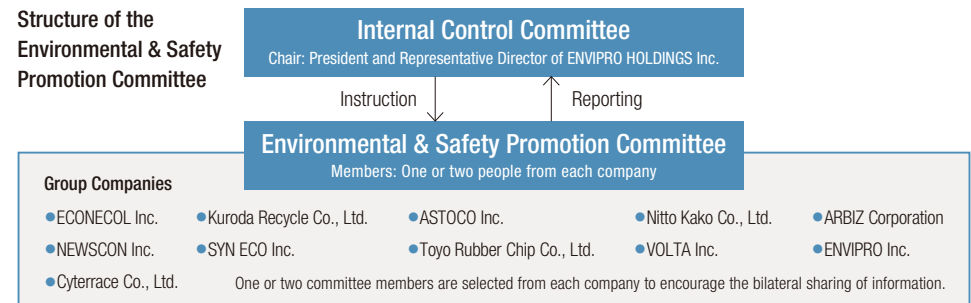 Structure of the
Environmental & Safety
Promotion Committee
Internal Control Committee
Chair: President and Representative Director of ENVIPRO HOLDINGS Inc.
Instruction
Reporting
Environmental & Safety Promotion Committee
Members: One or two people from each company
Group Companies
●ECONECOL Inc. ●Kuroda Recycle Co., Ltd. ●ASTOCO Inc. ●Nitto Kako Co., Ltd. ●ARBIZ Corporation
●NEWSCON Inc. ●SYN ECO Inc. ●Toyo Rubber Chip Co., Ltd. ●VOLTA Inc. ●ENVIPRO Inc.
●Cyterrace Co., Ltd. One or two committee members are selected from each company to encourage the bilateral sharing of information.